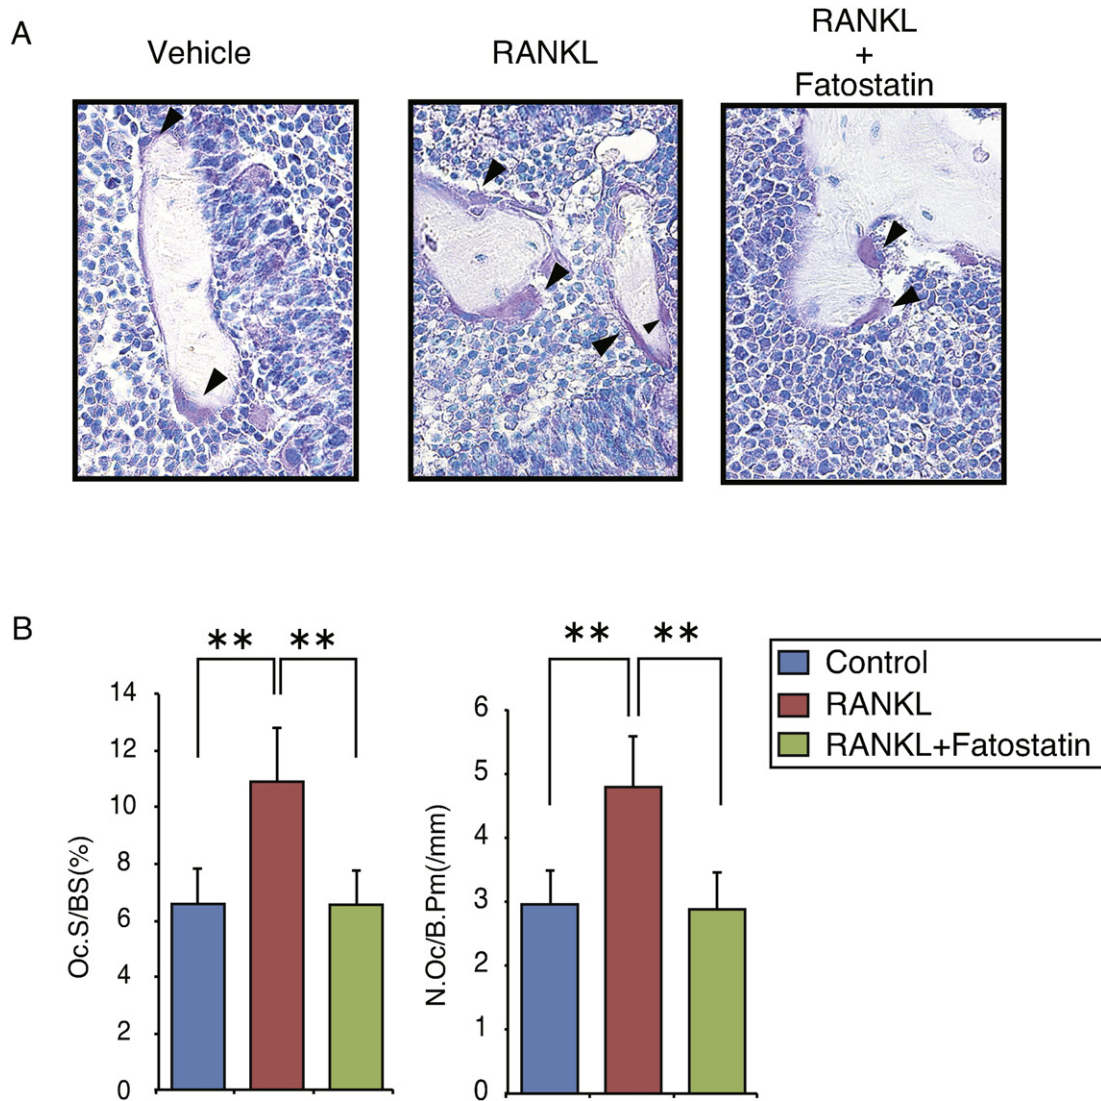 A
Vehicle
RANKL
RANKL
+
Fatostatin
B
** **
14
12
10
8
6
4
2
0
Oc.S/BS(%)
** **
6
5
4
3
2
1
0
N.Oc/B.Pm(/mm)
Control
RANKL
RANKL+Fatostatin